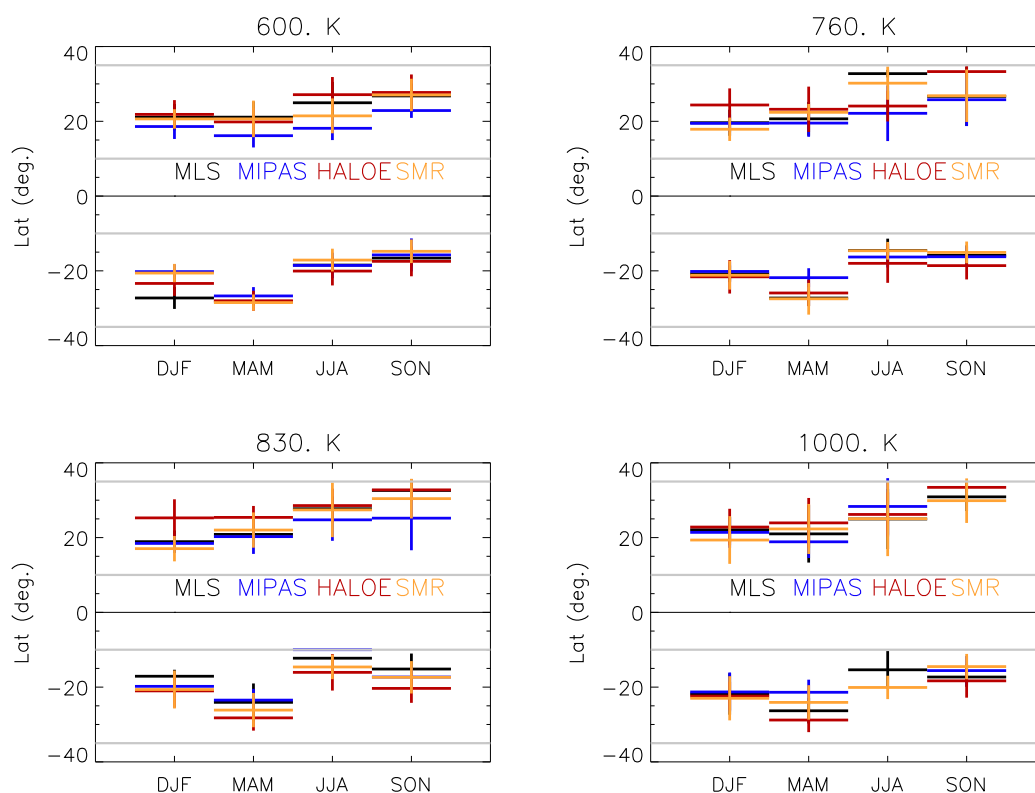 600. K
40
20
0
−20
−40
Lat (deg.)
MLS MIPAS HALOE SMR
DJF MAM JJA SON
760. K
40
20
0
−20
−40
Lat (deg.)
MLS MIPAS HALOE SMR
DJF MAM JJA SON
830. K
40
20
0
−20
−40
Lat (deg.)
MLS MIPAS HALOE SMR
DJF MAM JJA SON
1000. K
40
20
0
−20
−40
Lat (deg.)
MLS MIPAS HALOE SMR
DJF MAM JJA SON